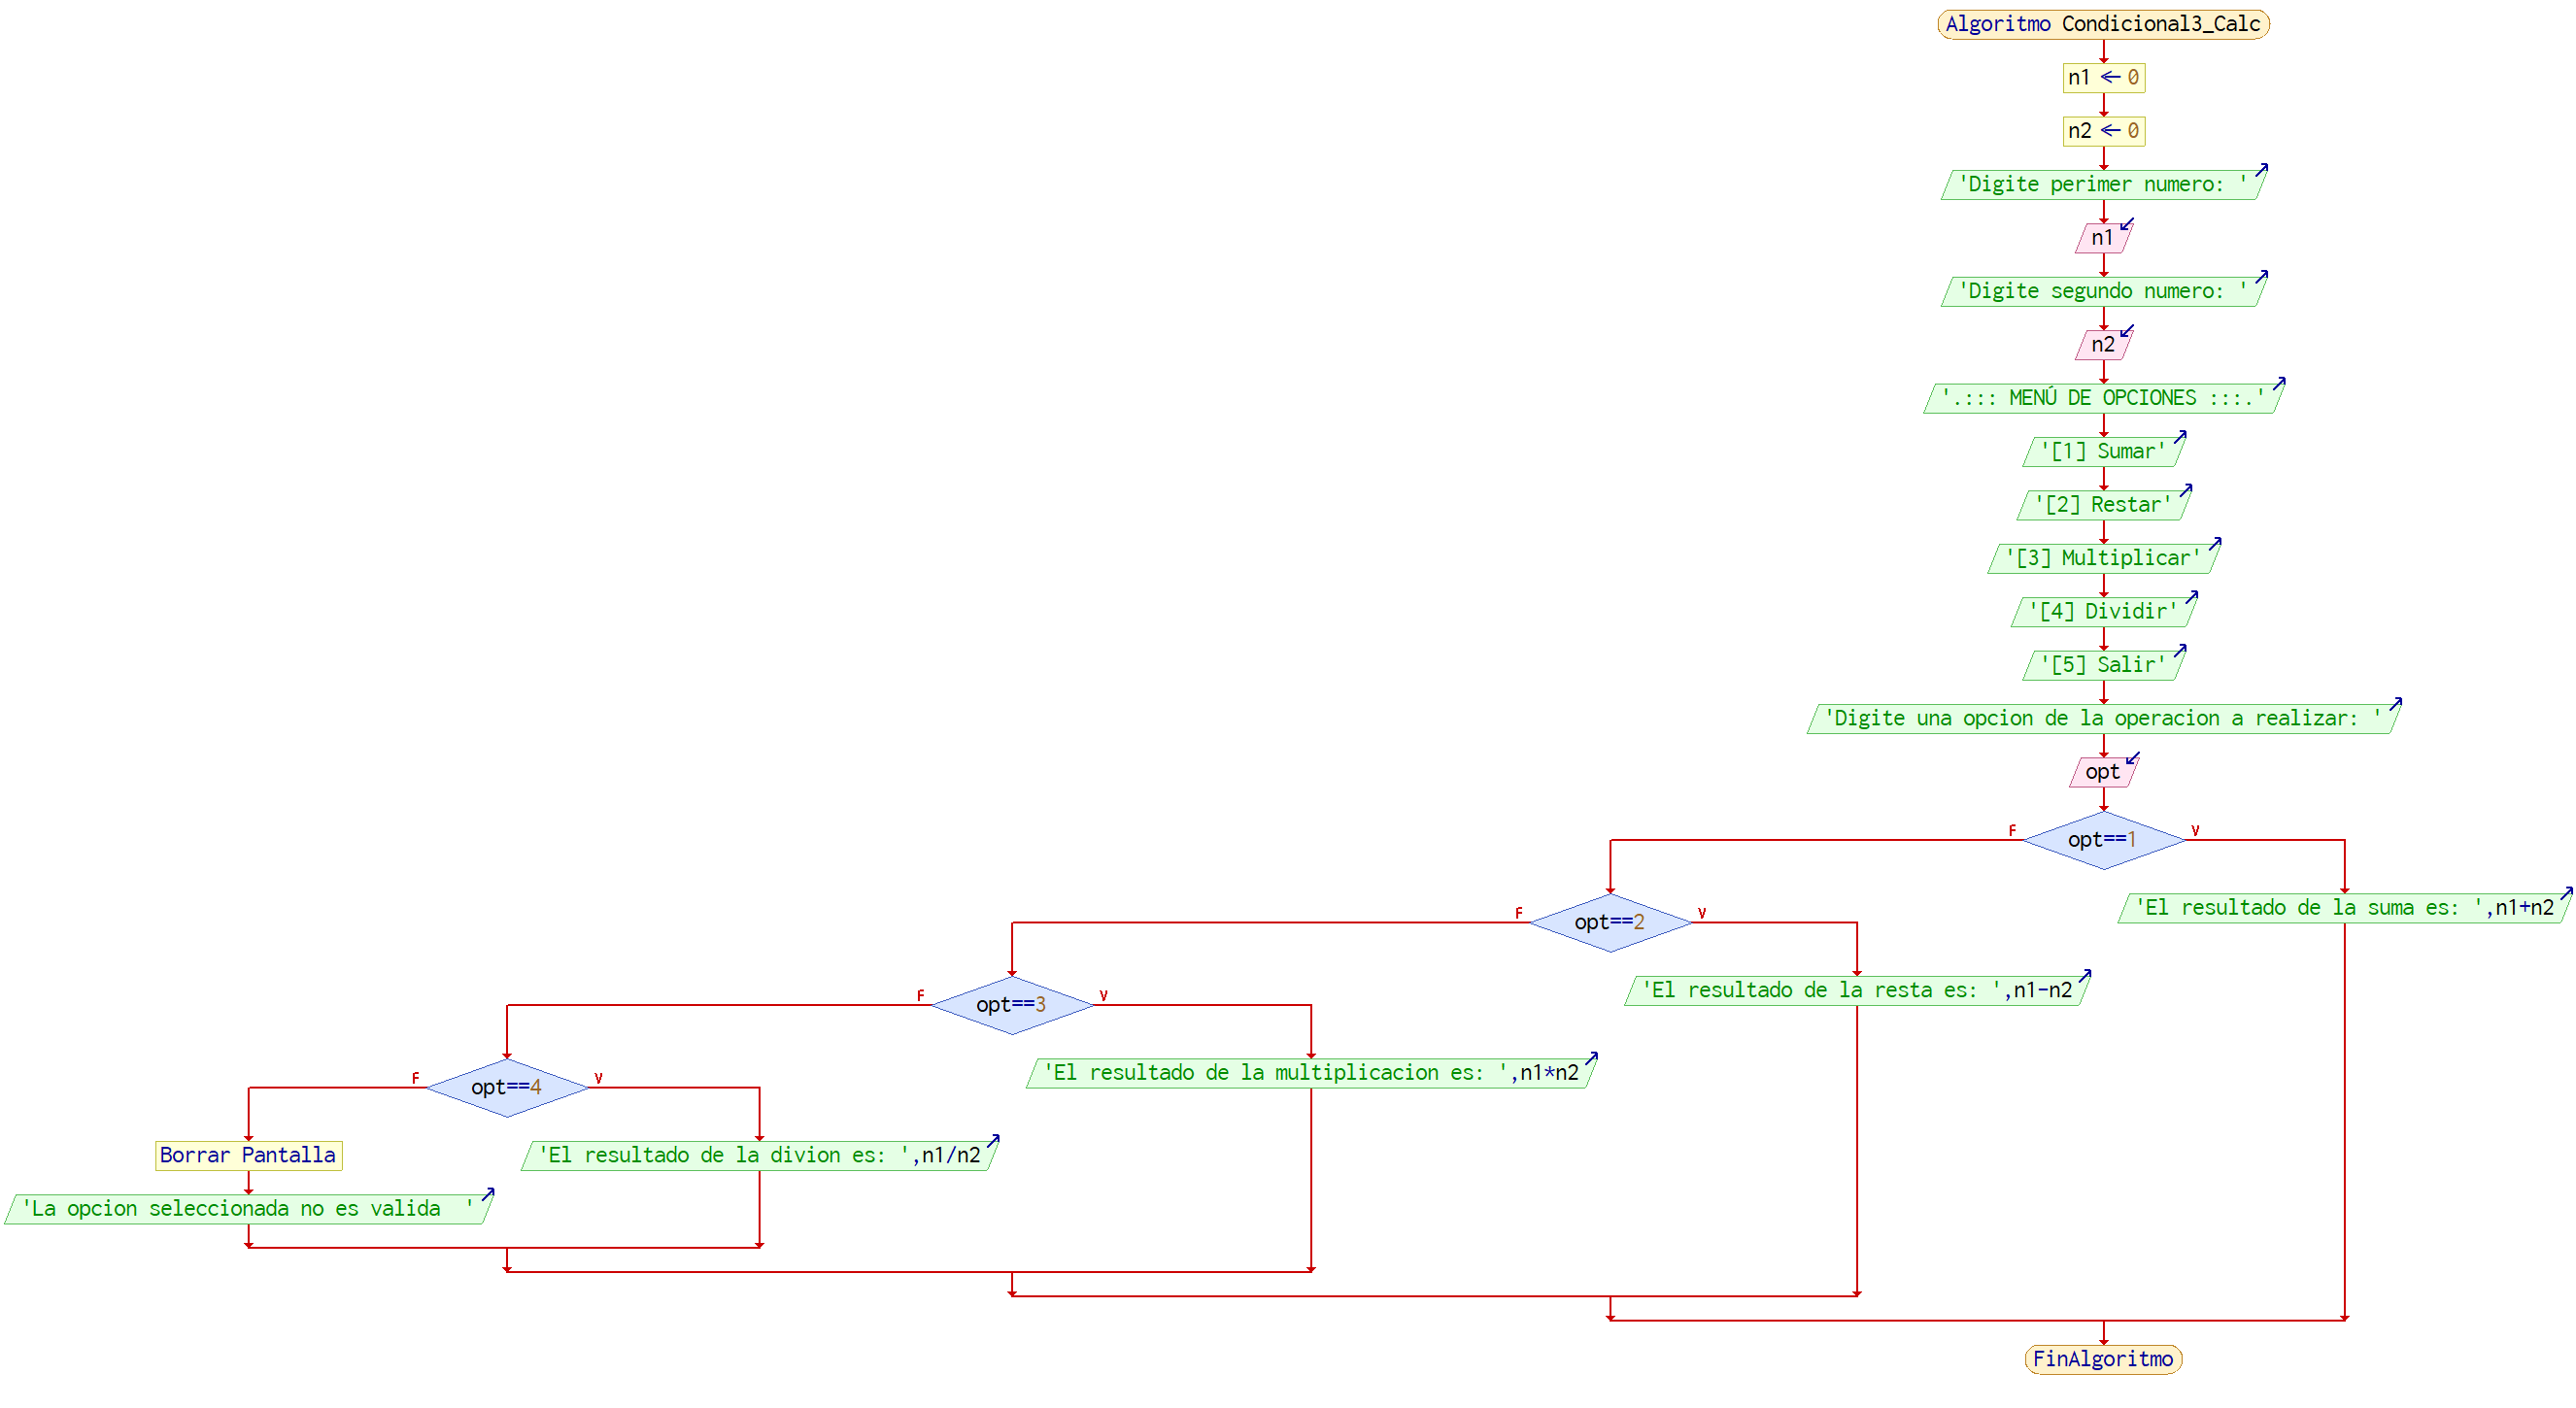 Algoritmo Condicional3_Calc
n1 ← 0
n2 ← 0
'Digite perimer numero: '
n1
'Digite segundo numero: '
n2
'.::: MENÚ DE OPCIONES :::.'
'[1] Sumar'
'[2] Restar'
'[3] Multiplicar'
'[4] Dividir'
'[5] Salir'
'Digite una opcion de la operacion a realizar: '
opt
F opt==1 V
'El resultado de la suma es: ',n1+n2
F opt==2 V
'El resultado de la resta es: ',n1-n2
F opt==3 V
'El resultado de la multiplicacion es: ',n1*n2
F opt==4 V
Borrar Pantalla
'El resultado de la divion es: ',n1/n2
'La opcion seleccionada no es valida  '
FinAlgoritmo